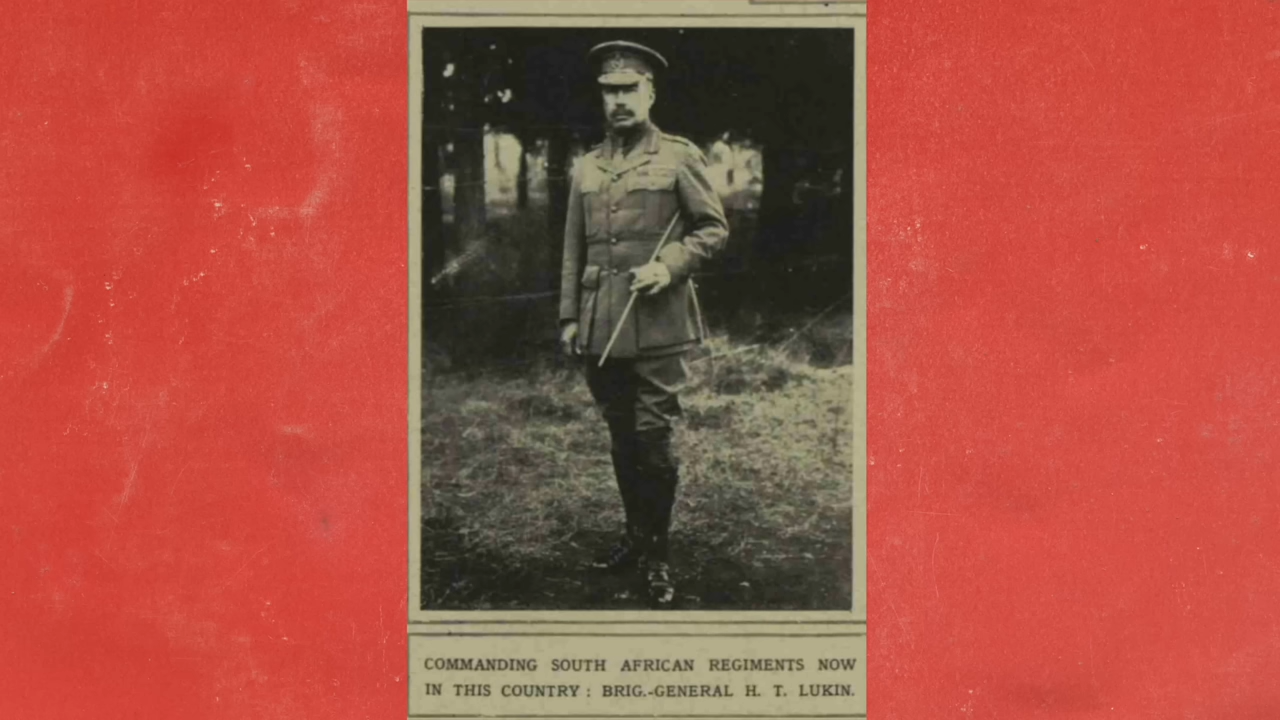 COMMANDING SOUTH AFRICAN REGIMENTS NOW
IN THIS COUNTRY : BRIG.-GENERAL H. T. LUKIN.